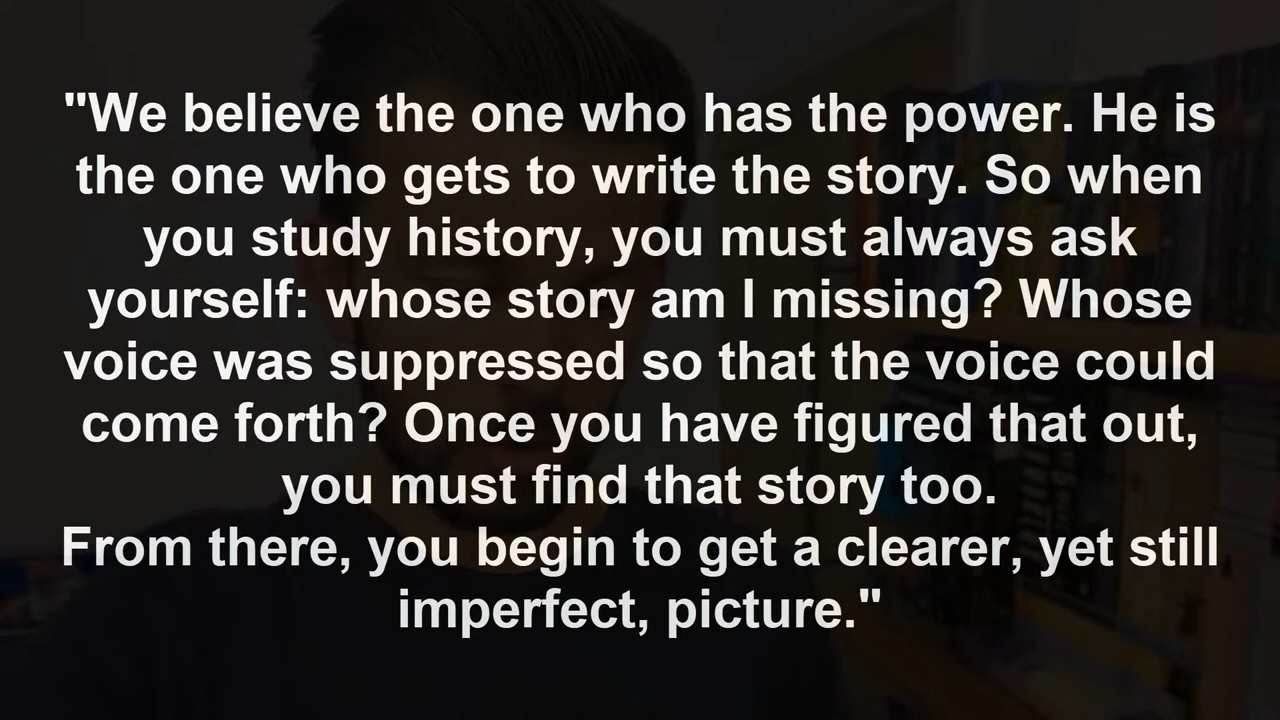 "We believe the one who has the power. He is
the one who gets to write the story. So when
you study history, you must always ask
yourself: whose story am I missing? Whose
voice was suppressed so that the voice could
come forth? Once you have figured that out,
you must find that story too.
From there, you begin to get a clearer, yet still
imperfect, picture."